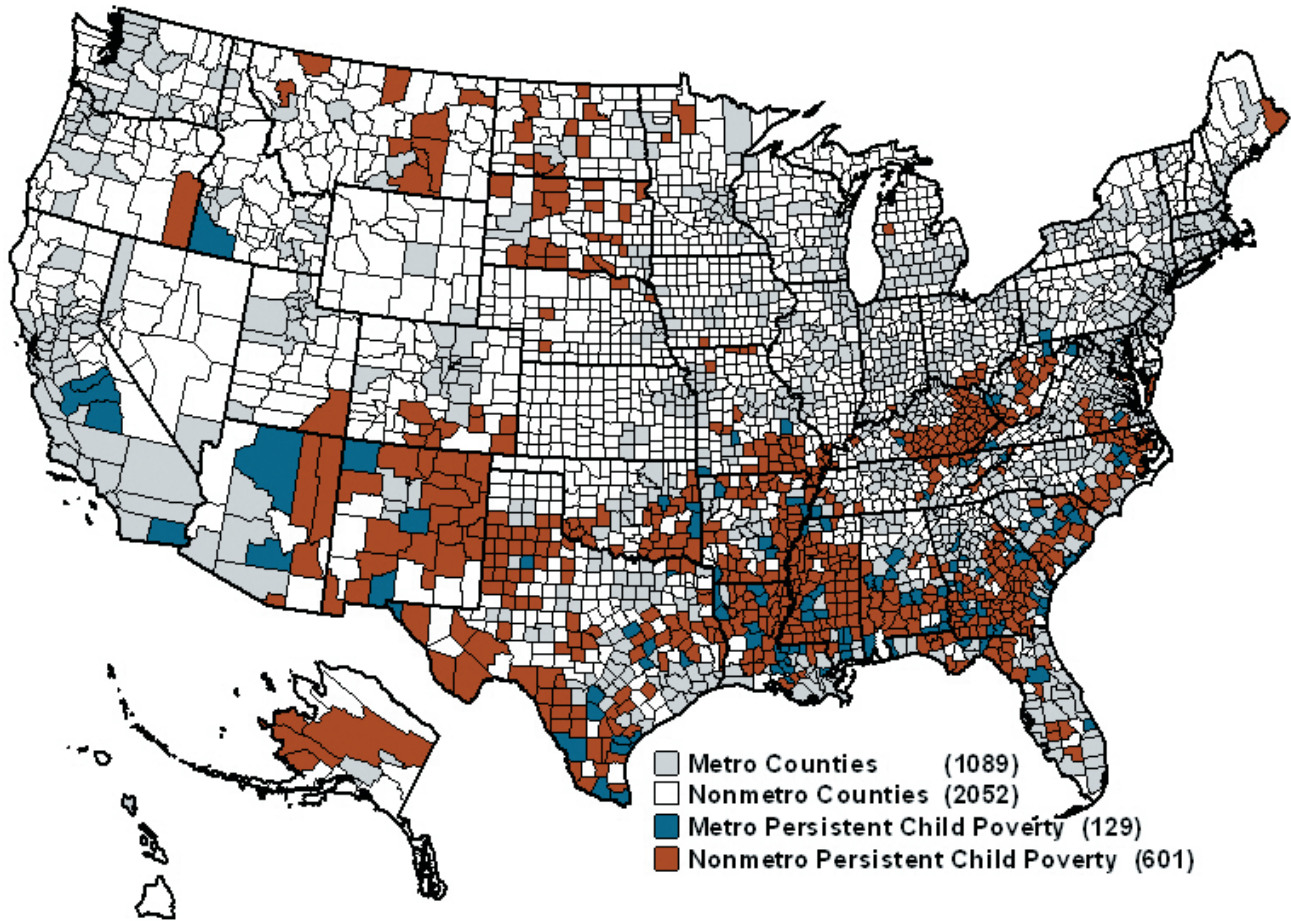 Metro Counties (1089)
Nonmetro Counties (2052)
Metro Persistent Child Poverty (129)
Nonmetro Persistent Child Poverty (601)